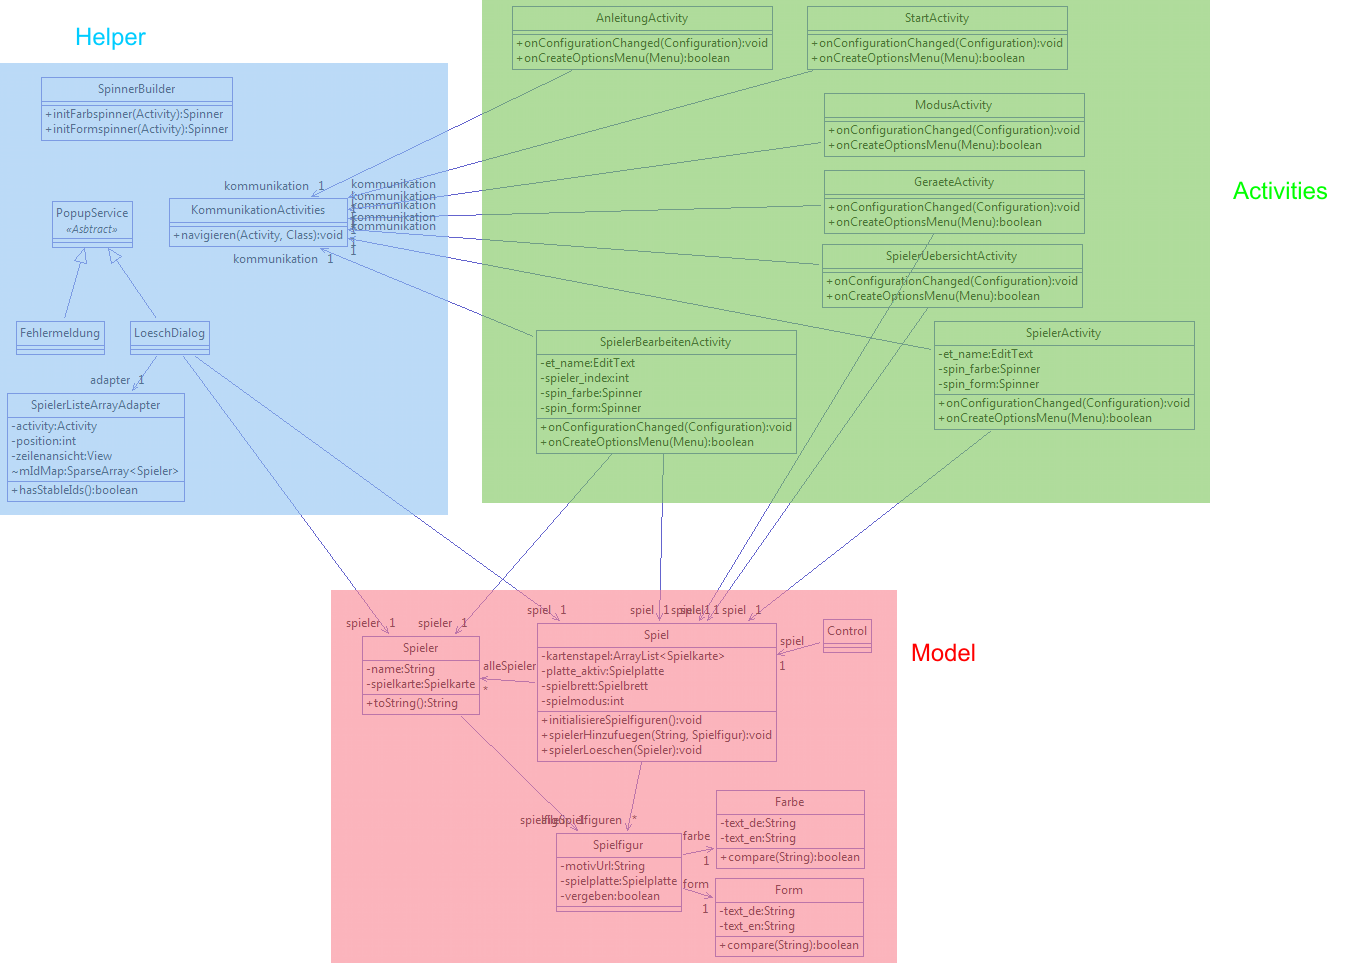 Helper
SpinnerBuilder
+initFarbspinner(Activity):Spinner
+initFormspinner(Activity):Spinner
kommunikation 1
PopupService
«Asbtract»
KommunikationActivities
+navigieren(Activity, Class):void
kommunikation
kommunikation
kommunikation
kommunikation
kommunikation
1
1
kommunikation 1
Fehlermeldung
LoeschDialog
adapter 1
SpielerListeArrayAdapter
-activity:Activity
-position:int
-zeilenansicht:View
~mIdMap:SparseArray<Spieler>
+hasStableIds():boolean
AnleitungActivity
+onConfigurationChanged(Configuration):void
+onCreateOptionsMenu(Menu):boolean
StartActivity
+onConfigurationChanged(Configuration):void
+onCreateOptionsMenu(Menu):boolean
ModusActivity
+onConfigurationChanged(Configuration):void
+onCreateOptionsMenu(Menu):boolean
GeraeteActivity
+onConfigurationChanged(Configuration):void
+onCreateOptionsMenu(Menu):boolean
Activities
SpielerUebersichtActivity
+onConfigurationChanged(Configuration):void
+onCreateOptionsMenu(Menu):boolean
SpielerBearbeitenActivity
-et_name:EditText
-spieler_index:int
-spin_farbe:Spinner
-spin_form:Spinner
+onConfigurationChanged(Configuration):void
+onCreateOptionsMenu(Menu):boolean
SpielerActivity
-et_name:EditText
-spin_farbe:Spinner
-spin_form:Spinner
+onConfigurationChanged(Configuration):void
+onCreateOptionsMenu(Menu):boolean
spieler 1
spieler 1
spiel 1
spiel 1
spiel 1
spiel 1
spiel 1
Spieler
-name:String
-spielkarte:Spielkarte
+toString():String
alleSpieler
*
Spiel
-kartenstapel:ArrayList<Spielkarte>
-platte_aktiv:Spielplatte
-spielbrett:Spielbrett
-spielmodus:int
+initialisiereSpielfiguren():void
+spielerHinzufuegen(String, Spielfigur):void
+spielerLoeschen(Spieler):void
spiel
1
Control
Model
*
Spielfigur
-motivUrl:String
-spielplatte:Spielplatte
-vergeben:boolean
farbe
1
form
1
Farbe
-text_de:String
-text_en:String
+compare(String):boolean
Form
-text_de:String
-text_en:String
+compare(String):boolean